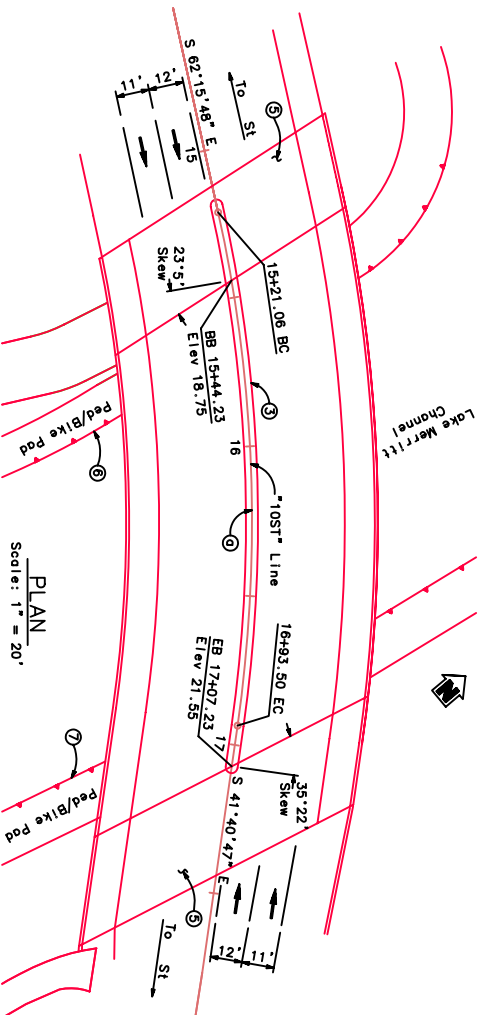 S 62°15'48" E
To St
5
11'
12'
15
15+21.06 BC
23°5'
Skew
BB 15+44.23
Elev 18.75
3
16
"10ST" Line
a
Lake Merritt
Channel
Ped/Bike Pad
6
PLAN
Scale: 1" = 20'
16+93.50 EC
EB 17+07.23
Elev 21.55
17
N
35°22'
Skew
S 41°40'47" E
7
Ped/Bike Pad
12'
11'
5
To St